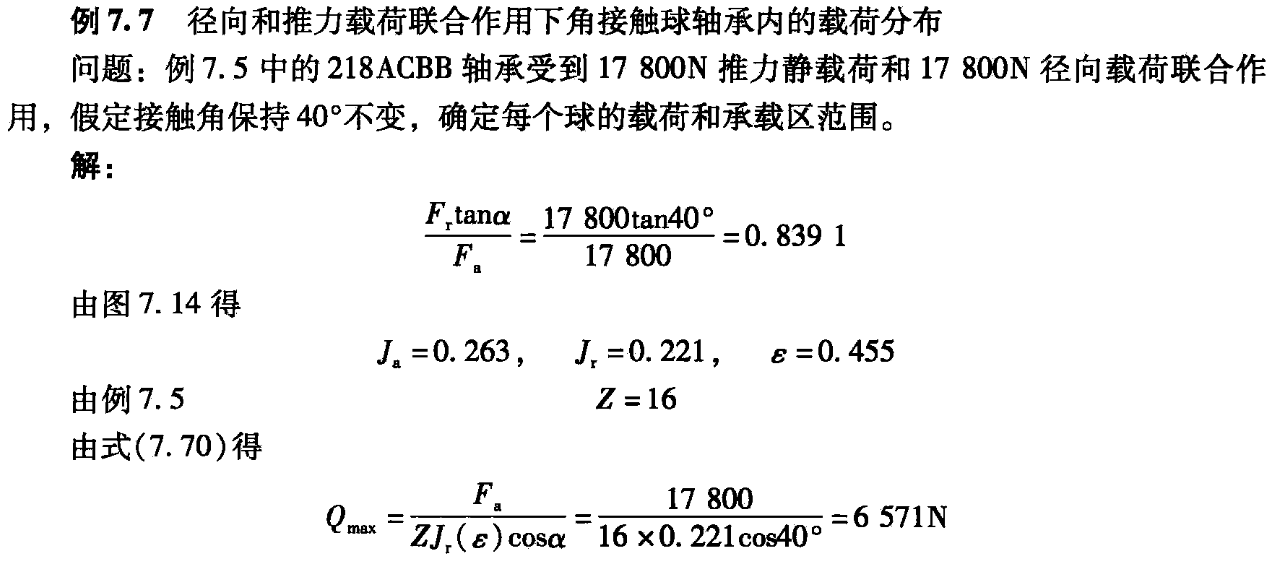 例 7.7 径向和推力载荷联合作用下角接触球轴承内的载荷分布
问题：例 7.5 中的 218ACBB 轴承受到 17 800N 推力静载荷和 17 800N 径向载荷联合作
用，假定接触角保持 40°不变，确定每个球的载荷和承载区范围。
解：
F_r tanα / F_a = 17 800tan40° / 17 800 = 0.839 1
由图 7.14 得
J_a = 0.263， J_r = 0.221， ε = 0.455
由例 7.5 Z = 16
由式(7.70)得
Q_max = F_a / ZJ_r(ε)cosα = 17 800 / 16 × 0.221cos40° = 6 571N